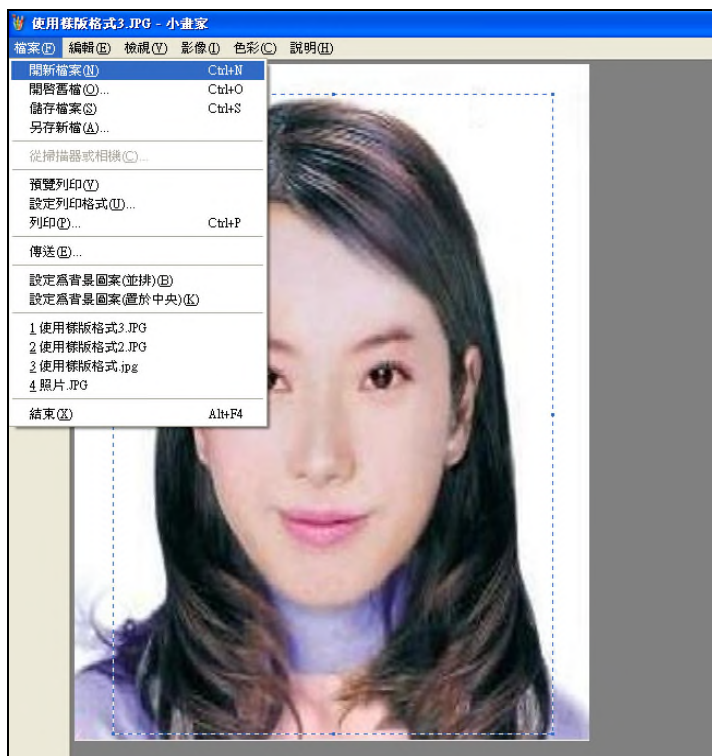 使用樣版格式3.JPG - 小畫家
檔案(F) 編輯(E) 檢視(V) 影像(I) 色彩(C) 說明(H)
開新檔案(N) Ctrl+N
開啓舊檔(O)... Ctrl+O
儲存檔案(S) Ctrl+S
另存新檔(A)...
從掃描器或相機(C)...
預覽列印(V)
設定列印格式(U)...
列印(P)... Ctrl+P
傳送(E)...
設定爲背景圖案(並排)(B)
設定爲背景圖案(置於中央)(K)
1 使用樣版格式3.JPG
2 使用樣版格式2.JPG
3 使用樣版格式.jpg
4 照片.JPG
結束(X) Alt+F4